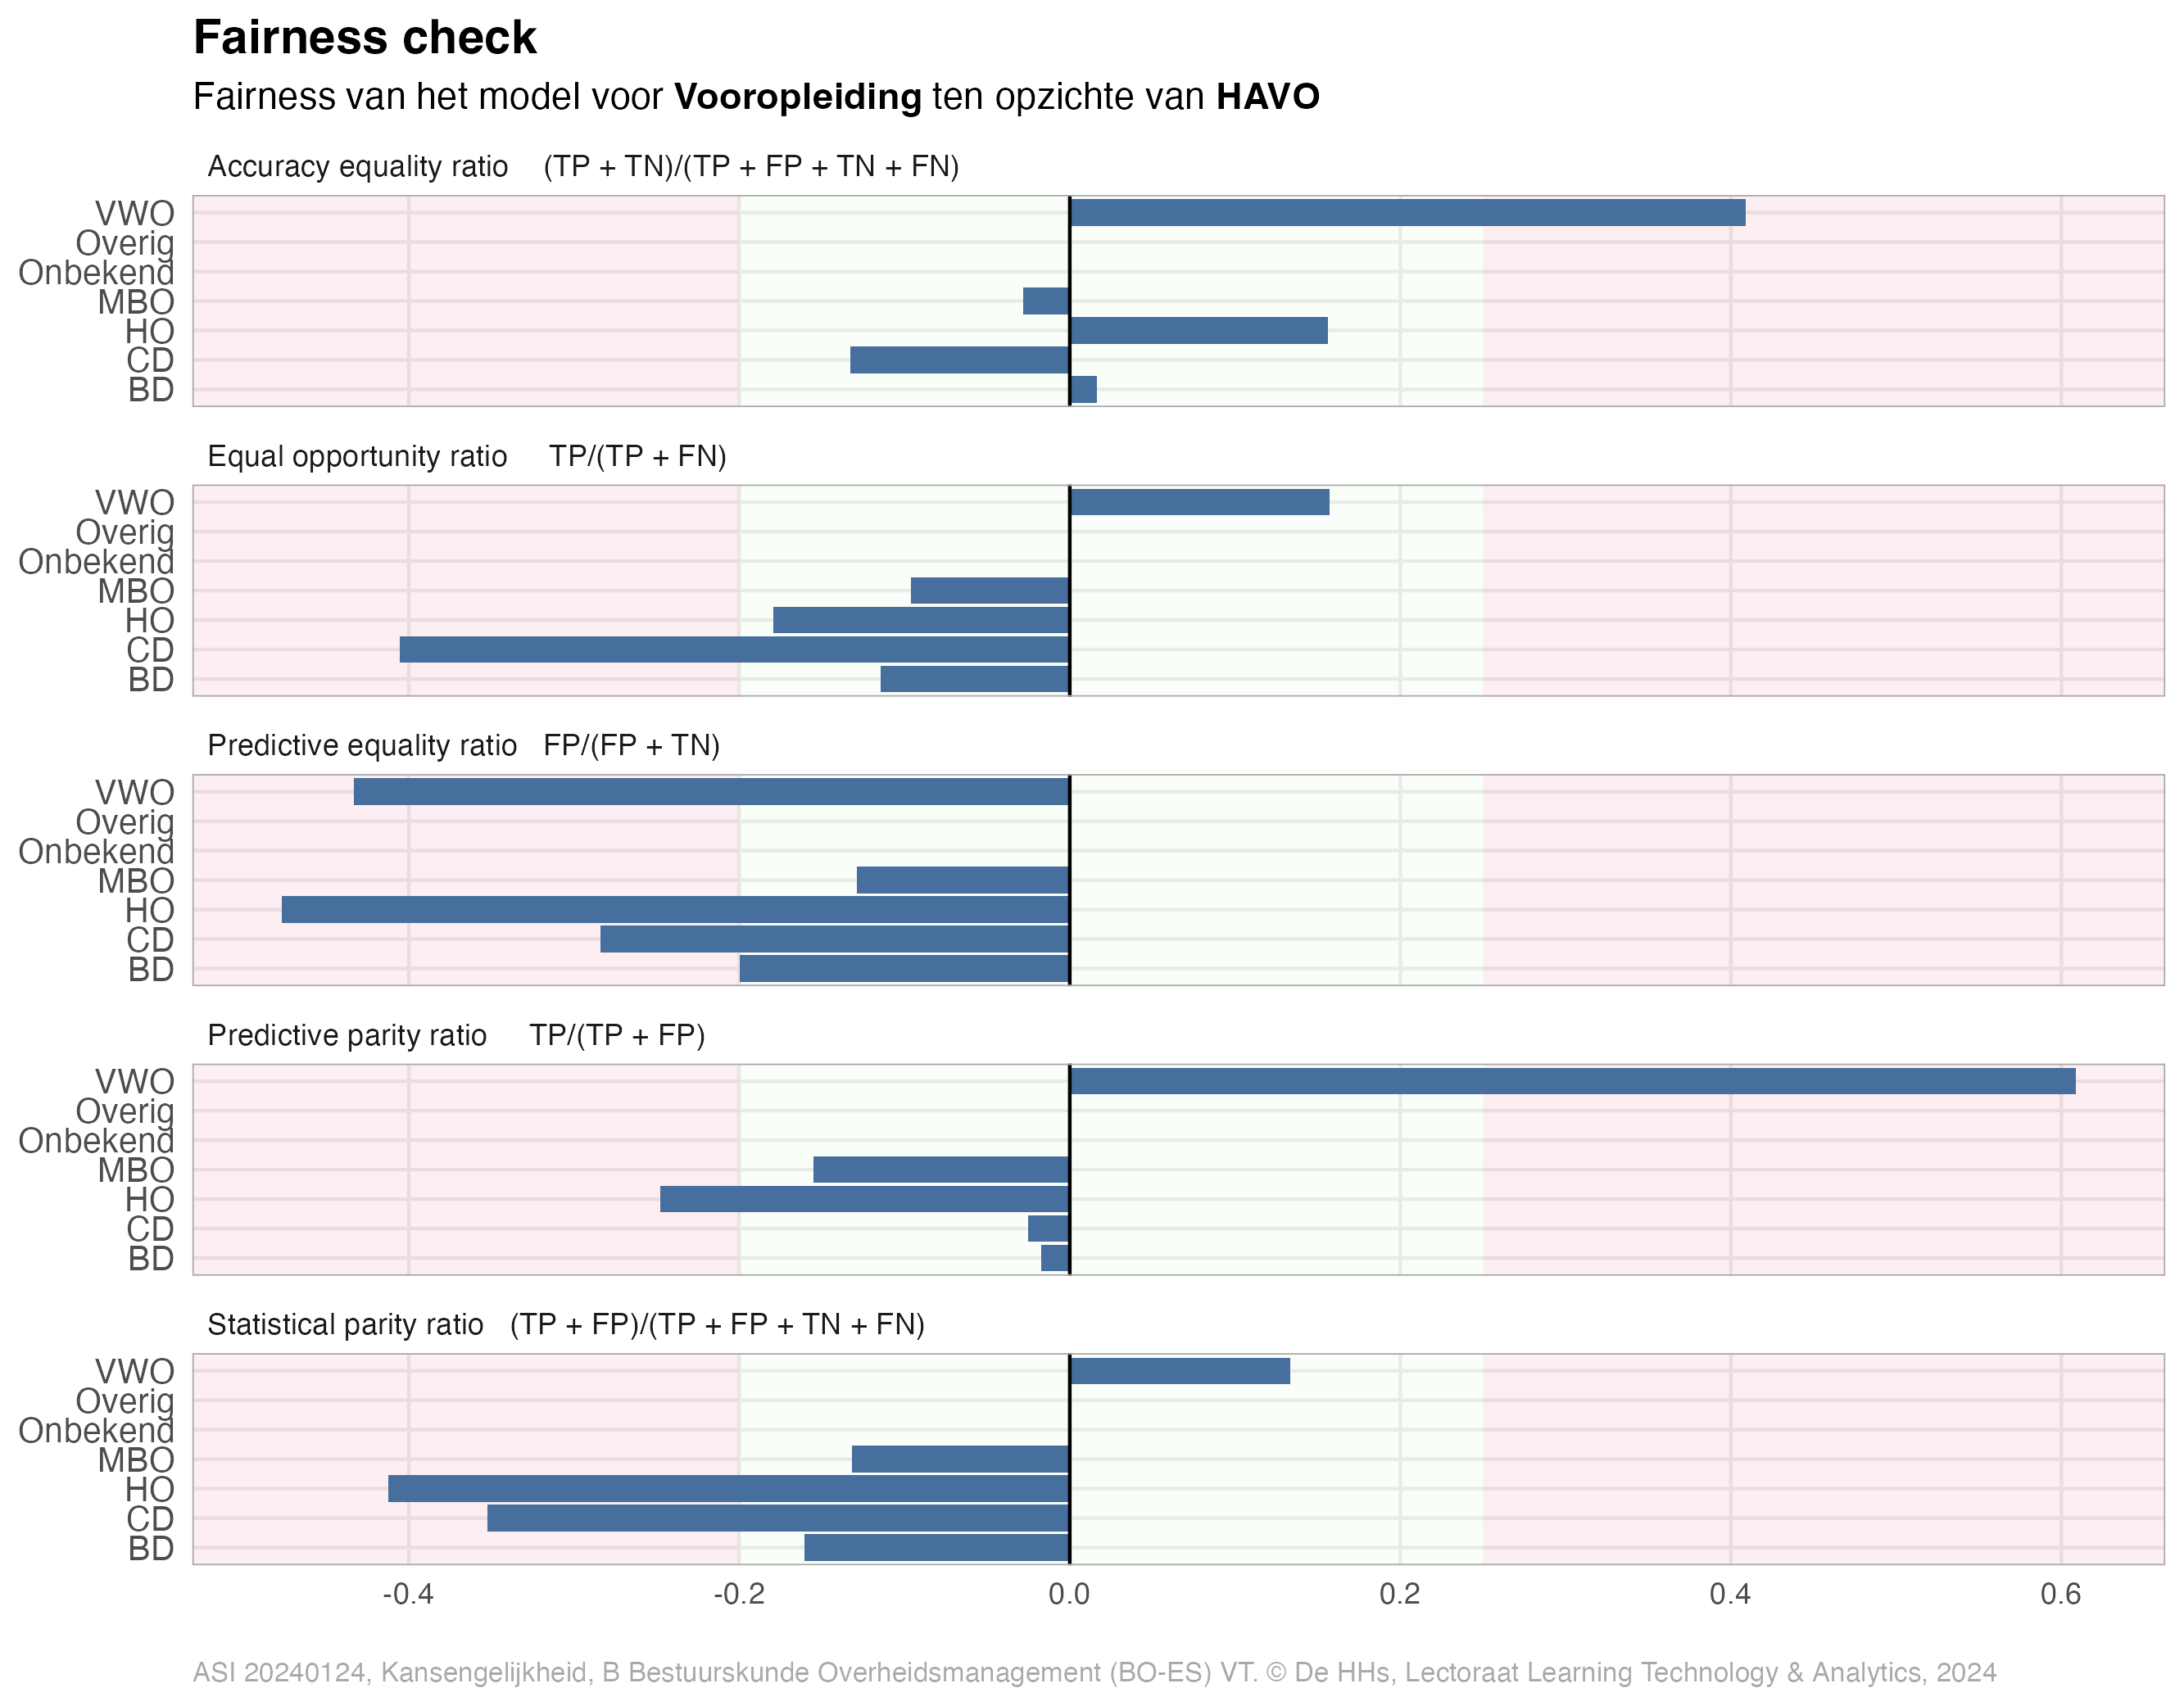 Fairness check
Fairness van het model voor Vooropleiding ten opzichte van HAVO
Accuracy equality ratio (TP + TN)/(TP + FP + TN + FN)
VWO
Overig
Onbekend
MBO
HO
CD
BD
Equal opportunity ratio TP/(TP + FN)
VWO
Overig
Onbekend
MBO
HO
CD
BD
Predictive equality ratio FP/(FP + TN)
VWO
Overig
Onbekend
MBO
HO
CD
BD
Predictive parity ratio TP/(TP + FP)
VWO
Overig
Onbekend
MBO
HO
CD
BD
Statistical parity ratio (TP + FP)/(TP + FP + TN + FN)
VWO
Overig
Onbekend
MBO
HO
CD
BD
-0.4 -0.2 0.0 0.2 0.4 0.6
ASI 20240124, Kansengelijkheid, B Bestuurskunde Overheidsmanagement (BO-ES) VT. © De HHs, Lectoraat Learning Technology & Analytics, 2024